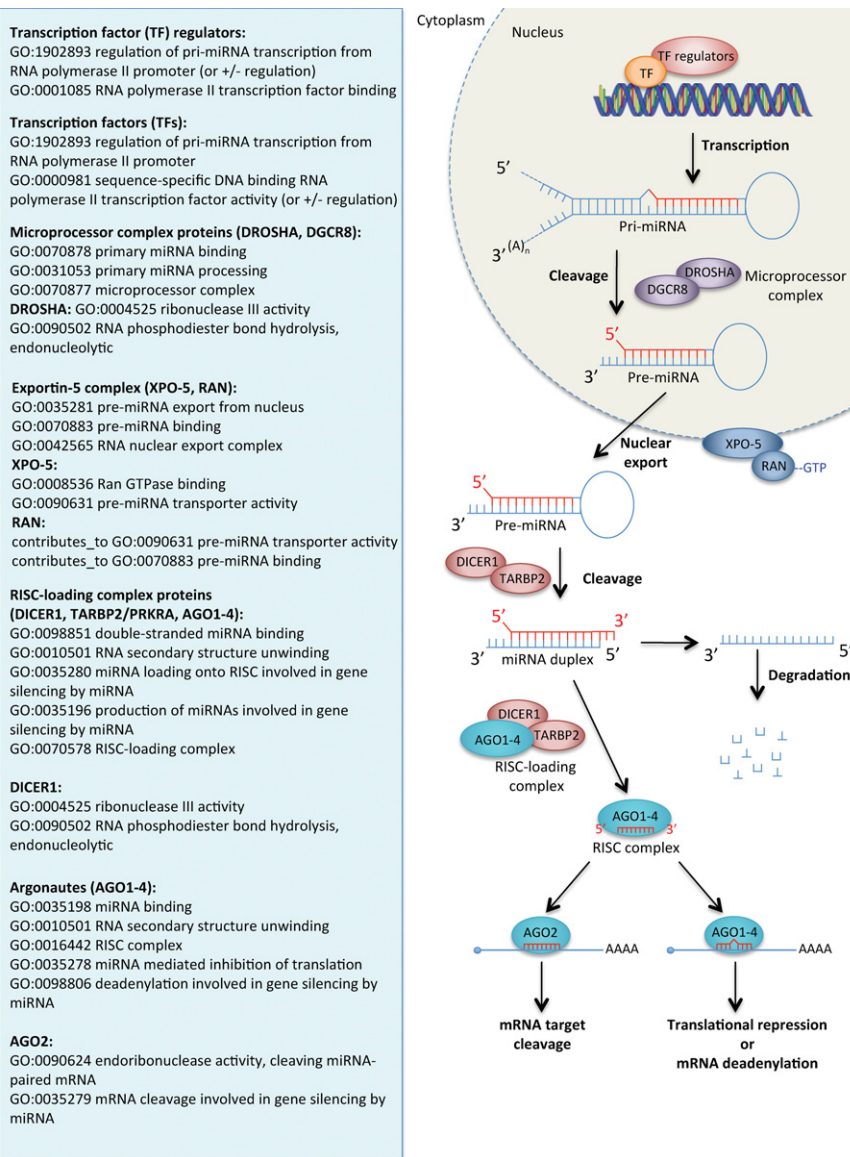 Transcription factor (TF) regulators:
GO:1902893 regulation of pri-miRNA transcription from
RNA polymerase II promoter (or +/- regulation)
GO:0001085 RNA polymerase II transcription factor binding
Transcription factors (TFs):
GO:1902893 regulation of pri-miRNA transcription from
RNA polymerase II promoter
GO:0000981 sequence-specific DNA binding RNA
polymerase II transcription factor activity (or +/- regulation)
Microprocessor complex proteins (DROSHA, DGCR8):
GO:0070878 primary miRNA binding
GO:0031053 primary miRNA processing
GO:0070877 microprocessor complex
DROSHA: GO:0004525 ribonuclease III activity
GO:0090502 RNA phosphodiester bond hydrolysis,
endonucleolytic
Exportin-5 complex (XPO-5, RAN):
GO:0035281 pre-miRNA export from nucleus
GO:0070883 pre-miRNA binding
GO:0042565 RNA nuclear export complex
XPO-5:
GO:0008536 Ran GTPase binding
GO:0090631 pre-miRNA transporter activity
RAN:
contributes_to GO:0090631 pre-miRNA transporter activity
contributes_to GO:0070883 pre-miRNA binding
RISC-loading complex proteins
(DICER1, TARBP2/PRKRA, AGO1-4):
GO:0098851 double-stranded miRNA binding
GO:0010501 RNA secondary structure unwinding
GO:0035280 miRNA loading onto RISC involved in gene
silencing by miRNA
GO:0035196 production of miRNAs involved in gene
silencing by miRNA
GO:0070578 RISC-loading complex
DICER1:
GO:0004525 ribonuclease III activity
GO:0090502 RNA phosphodiester bond hydrolysis,
endonucleolytic
Argonautes (AGO1-4):
GO:0035198 miRNA binding
GO:0010501 RNA secondary structure unwinding
GO:0016442 RISC complex
GO:0035278 miRNA mediated inhibition of translation
GO:0098806 deadenylation involved in gene silencing by
miRNA
AGO2:
GO:0090624 endoribonuclease activity, cleaving miRNA-
paired mRNA
GO:0035279 mRNA cleavage involved in gene silencing by
miRNA
Cytoplasm
Nucleus
TF regulators
TF
Transcription
5'
Pri-miRNA
3' (A)n
Cleavage
DROSHA
DGCR8
Microprocessor
complex
5'
3'
Pre-miRNA
Nuclear
export
XPO-5
RAN
GTP
5'
3'
Pre-miRNA
DICER1
TARBP2
Cleavage
5'
3'
3'
miRNA duplex
5'
3'
5'
Degradation
DICER1
AGO1-4
TARBP2
RISC-loading
complex
AGO1-4
5'
3'
RISC complex
AGO2
AAAA
AGO1-4
AAAA
mRNA target
cleavage
Translational repression
or
mRNA deadenylation